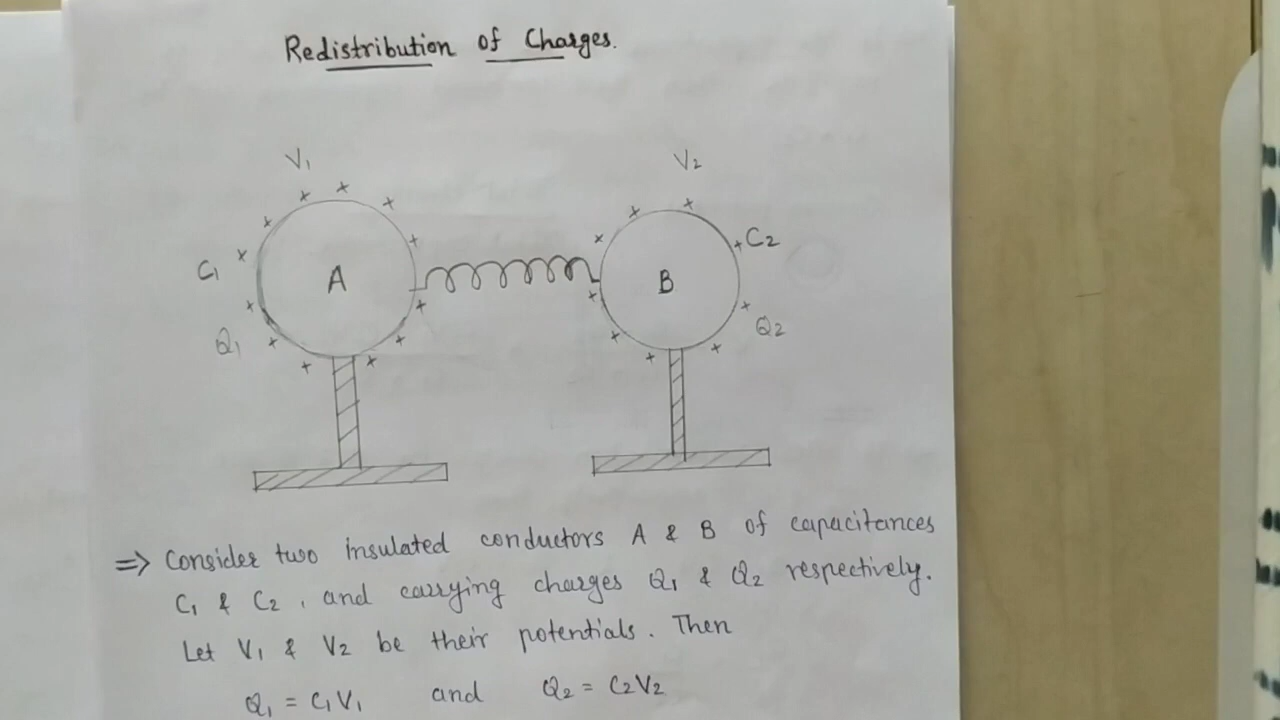 Redistribution of Charges.
V1 V2
C1 A B C2
Q1 Q2
⇒ Consider two insulated conductors A & B of capacitances
C1 & C2, and carrying charges Q1 & Q2 respectively.
Let V1 & V2 be their potentials. Then
Q1 = C1V1 and Q2 = C2V2